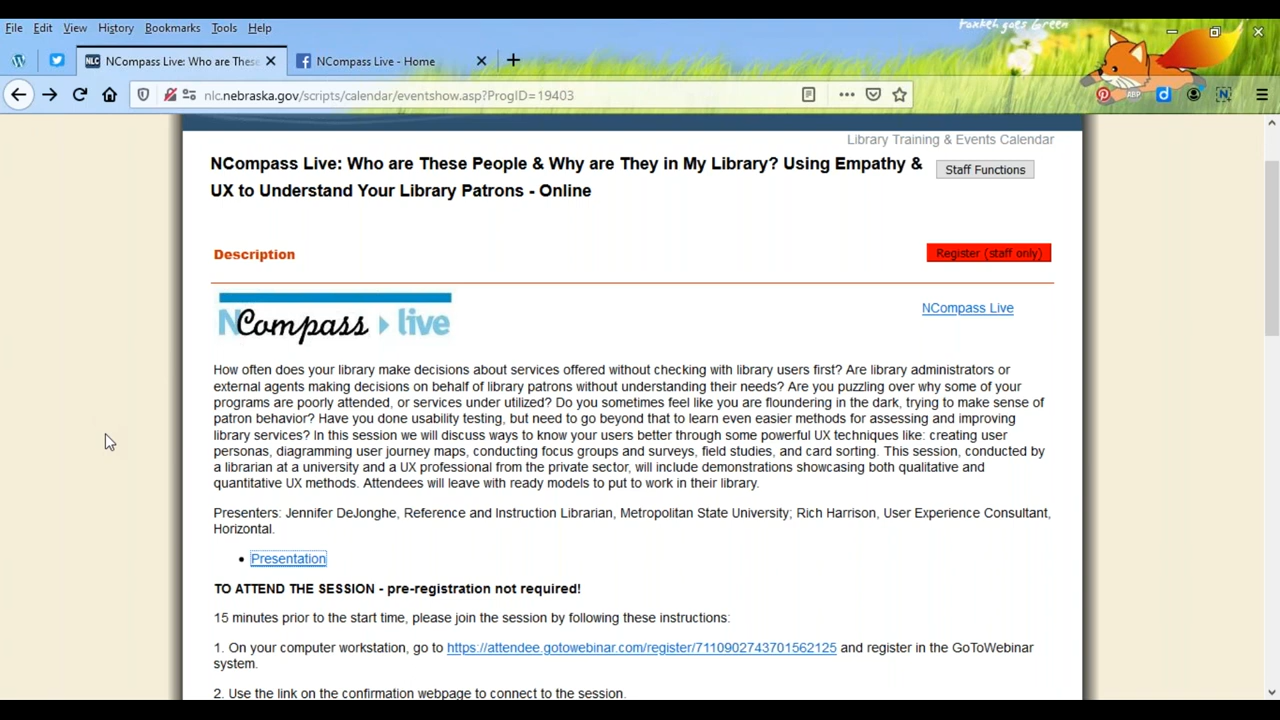 Foxkeh goes Green
File Edit View History Bookmarks Tools Help
NLC NCompass Live: Who are These NCompass Live - Home
nlc.nebraska.gov/scripts/calendar/eventshow.asp?ProgID=19403
Library Training & Events Calendar
NCompass Live: Who are These People & Why are They in My Library? Using Empathy &
UX to Understand Your Library Patrons - Online
Staff Functions
Description
Register (staff only)
NCompass live
NCompass Live
How often does your library make decisions about services offered without checking with library users first? Are library administrators or
external agents making decisions on behalf of library patrons without understanding their needs? Are you puzzling over why some of your
programs are poorly attended, or services under utilized? Do you sometimes feel like you are floundering in the dark, trying to make sense of
patron behavior? Have you done usability testing, but need to go beyond that to learn even easier methods for assessing and improving
library services? In this session we will discuss ways to know your users better through some powerful UX techniques like: creating user
personas, diagramming user journey maps, conducting focus groups and surveys, field studies, and card sorting. This session, conducted by
a librarian at a university and a UX professional from the private sector, will include demonstrations showcasing both qualitative and
quantitative UX methods. Attendees will leave with ready models to put to work in their library.
Presenters: Jennifer DeJonghe, Reference and Instruction Librarian, Metropolitan State University; Rich Harrison, User Experience Consultant,
Horizontal.
• Presentation
TO ATTEND THE SESSION - pre-registration not required!
15 minutes prior to the start time, please join the session by following these instructions:
1. On your computer workstation, go to https://attendee.gotowebinar.com/register/7110902743701562125 and register in the GoToWebinar
system.
2. Use the link on the confirmation webpage to connect to the session.